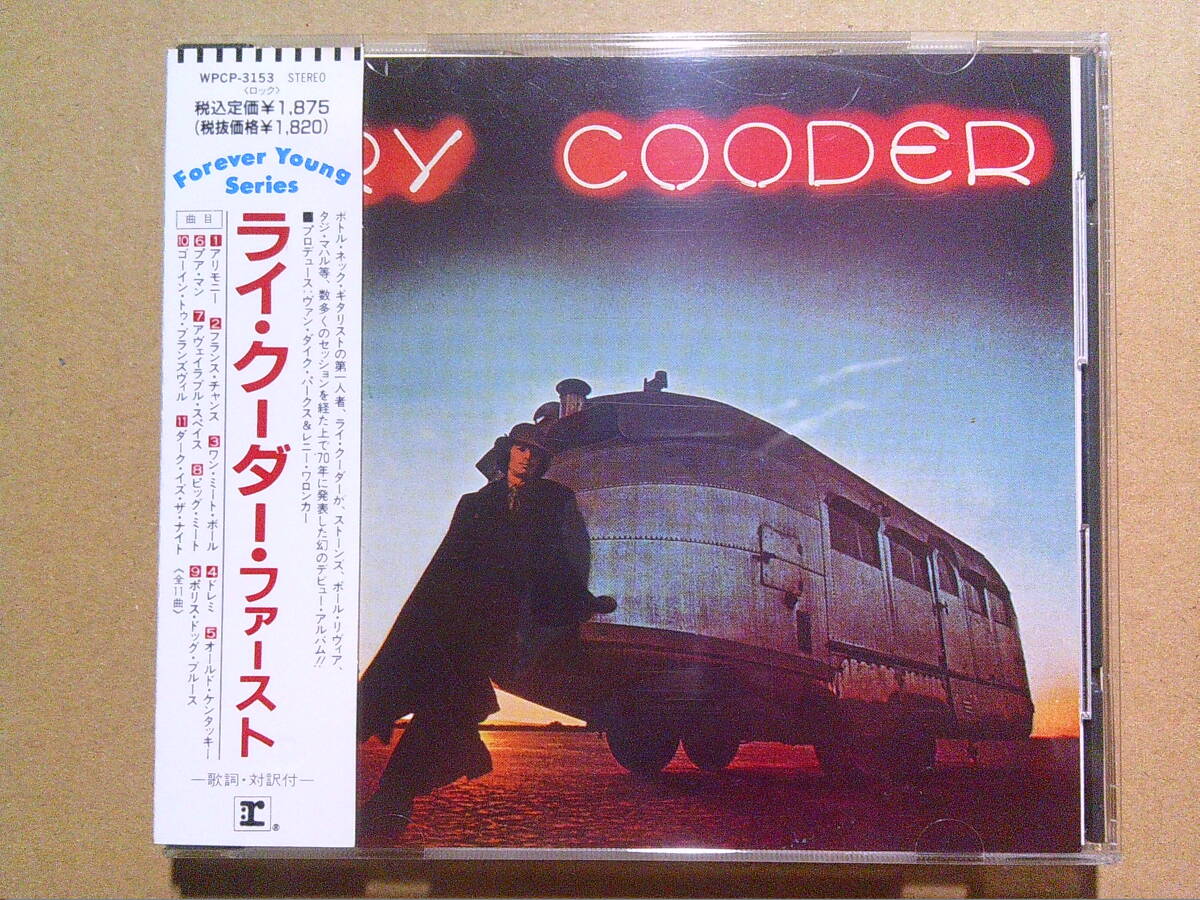 WPCP-3153 STEREO
〈ロック〉
税込定価¥1,875
(税抜価格¥1,820)
Forever Young
Series
RY COODER
ボトル・ネック・ギタリストの第一人者、ライ・クーダーが、ストーンズ、ポール・リヴィア、
タジ・マハル等、数多くのセッションを経た上で'70年に発表した幻のデビュー・アルバム!!
■プロデュース:ヴァン・ダイク・パークス&レニー・ワロンカー
ライ・クーダー・ファースト
曲目
1アリモニー 2フランス・チャンス 3ワン・ミート・ボール 4ドレミ 5オールド・ケンタッキー
6プア・マン 7アヴェイラブル・スペイス 8ピッグ・ミート 9ポリス・ドッグ・ブルース
10ゴーイン・トゥ・ブランズヴィル 11ダーク・イズ・ザ・ナイト 〈全11曲〉
—歌詞・対訳付—
r®